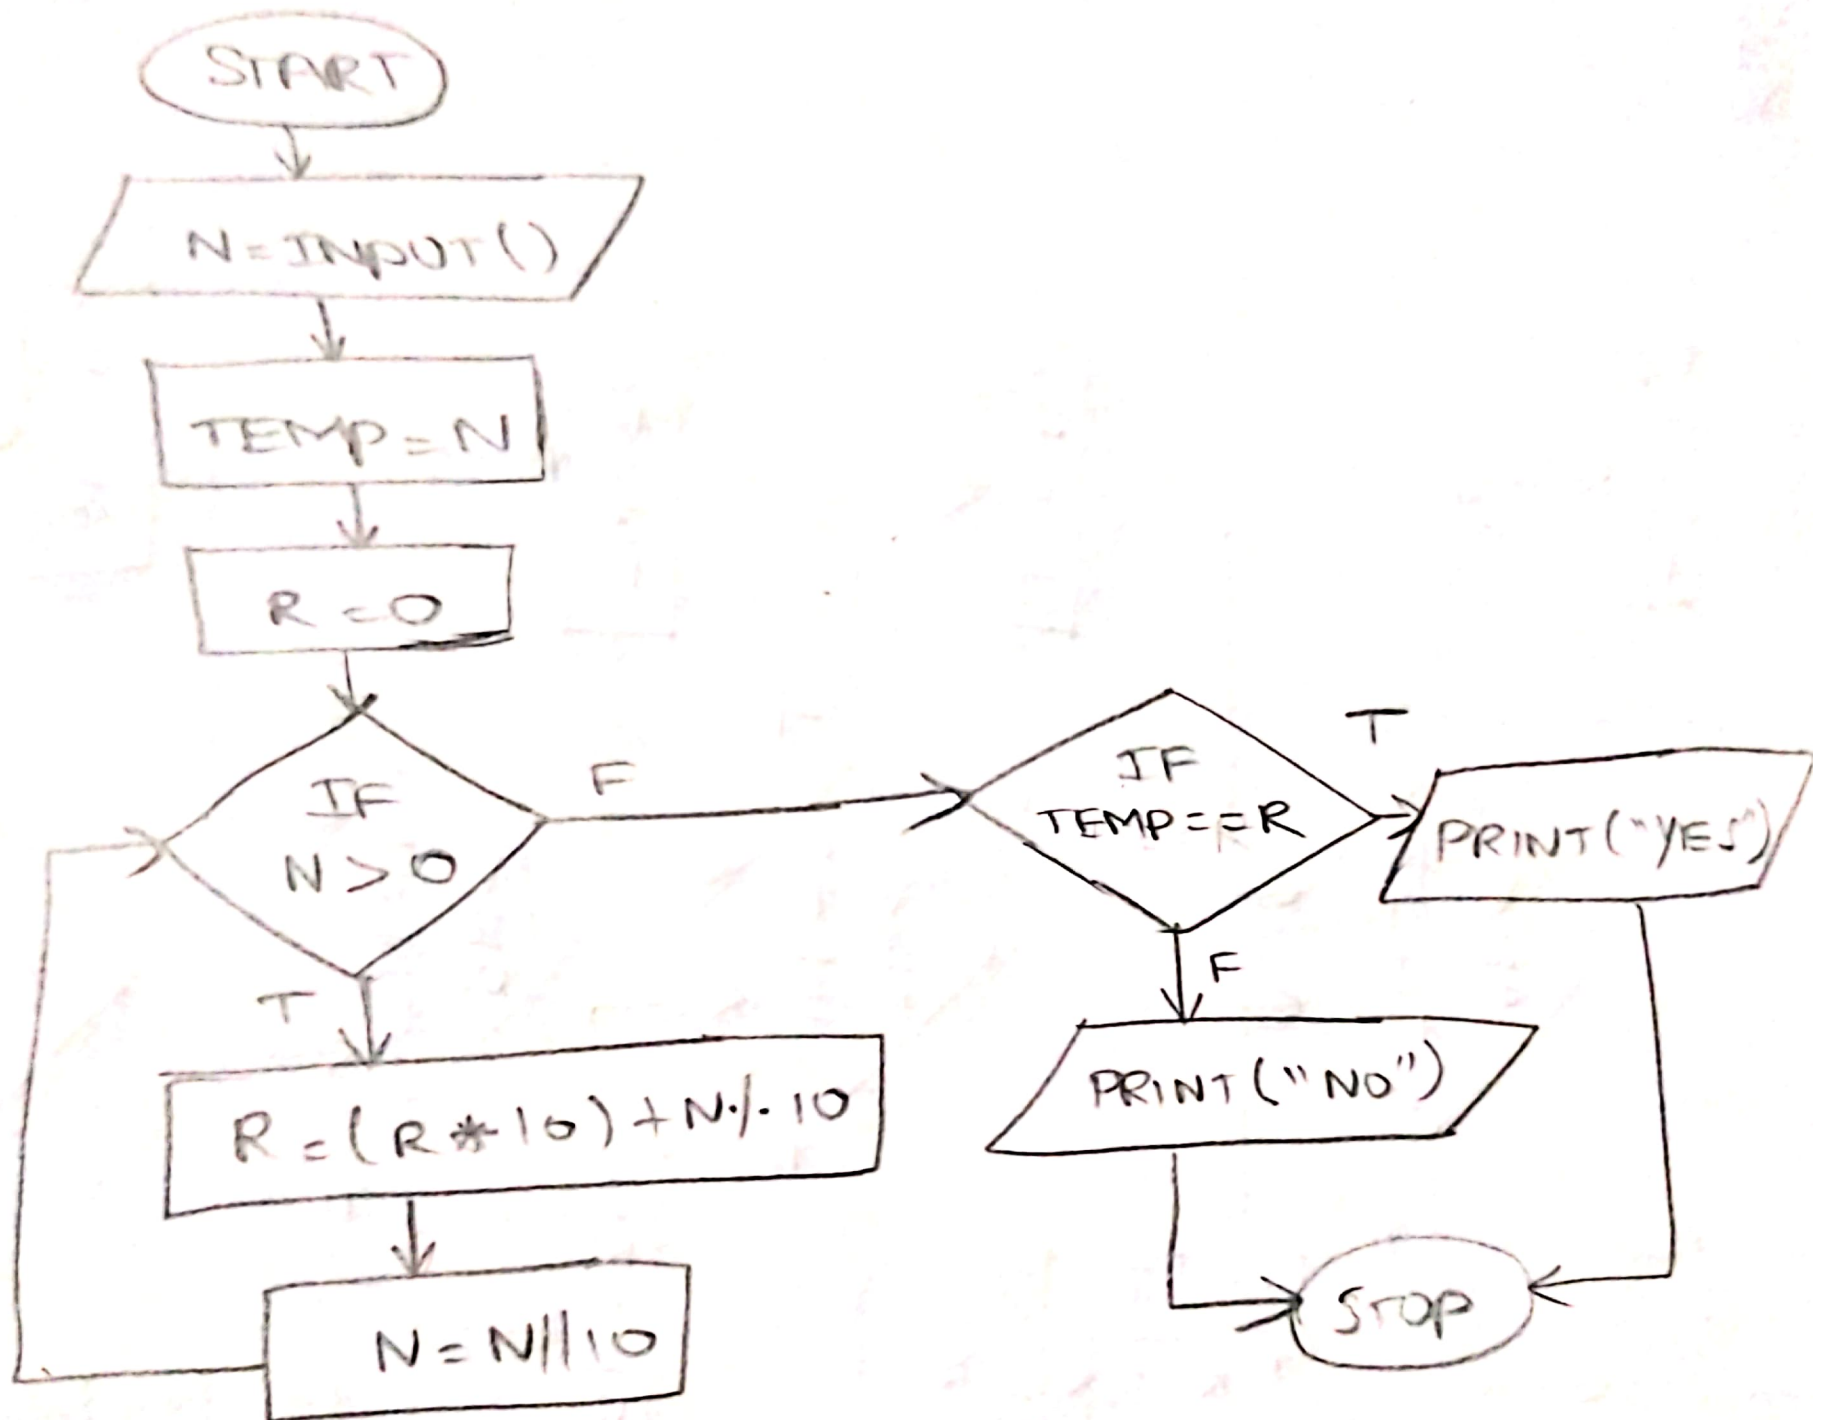 START
N=INPUT()
TEMP=N
R=0
IF
N>0
F
T
R=(R*10)+N%10
N=N//10
IF
TEMP==R
T
PRINT("YES")
F
PRINT("NO")
STOP